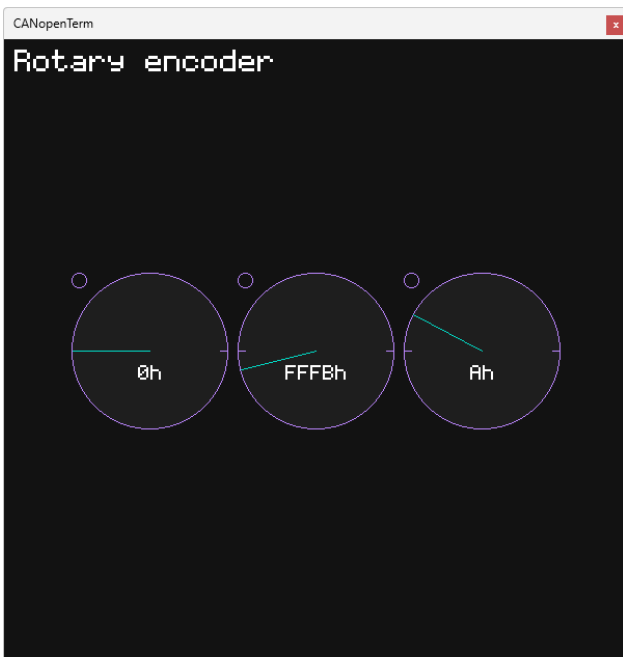 CANopenTerm
x
Rotary encoder
0h
FFFBh
Ah